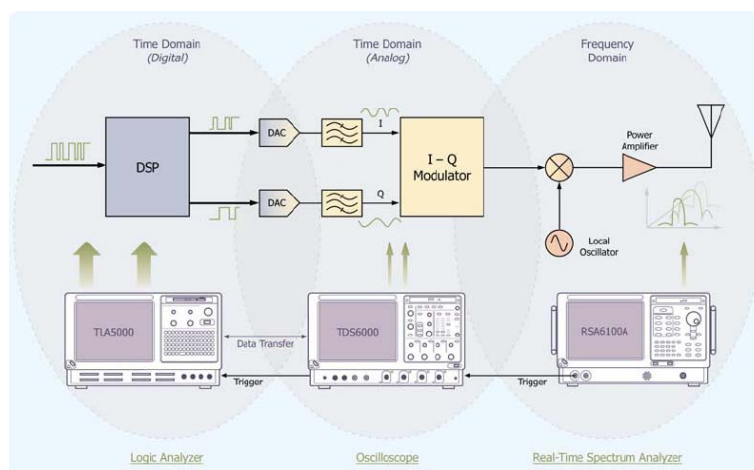 Time Domain
(Digital)
Time Domain
(Analog)
Frequency
Domain
DSP
DAC
I
I – Q
Modulator
Power
Amplifier
DAC
Q
Local
Oscillator
TLA5000
Data Transfer
TDS6000
RSA6100A
Trigger
Trigger
Logic Analyzer
Oscilloscope
Real-Time Spectrum Analyzer